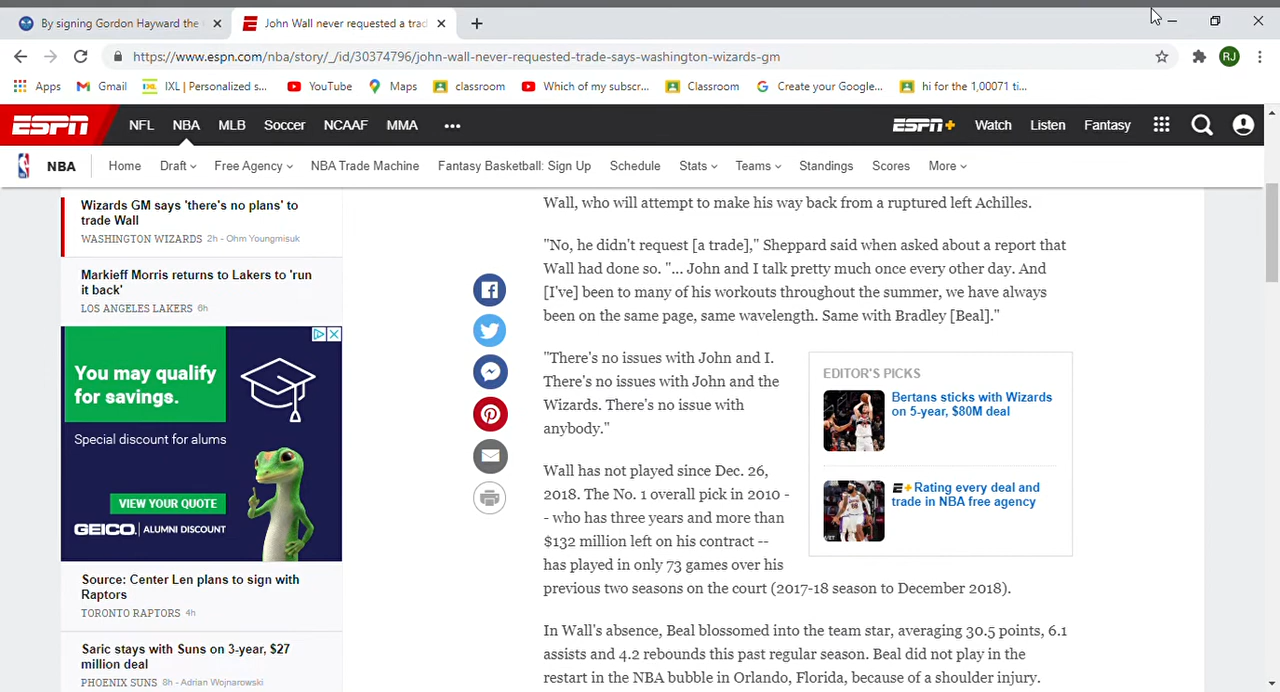 By signing Gordon Hayward the
John Wall never requested a trad
https://www.espn.com/nba/story/_/id/30374796/john-wall-never-requested-trade-says-washington-wizards-gm
RJ
Apps Gmail IXL | Personalized s... YouTube Maps classroom Which of my subscr... Classroom Create your Google... hi for the 1,00071 ti...
ESPN NFL NBA MLB Soccer NCAAF MMA ... ESPN+ Watch Listen Fantasy
NBA Home Draft Free Agency NBA Trade Machine Fantasy Basketball: Sign Up Schedule Stats Teams Standings Scores More
Wizards GM says 'there's no plans' to
trade Wall
WASHINGTON WIZARDS 2h - Ohm Youngmisuk
Markieff Morris returns to Lakers to 'run
it back'
LOS ANGELES LAKERS 6h
You may qualify
for savings.
Special discount for alums
VIEW YOUR QUOTE
GEICO. ALUMNI DISCOUNT
Source: Center Len plans to sign with
Raptors
TORONTO RAPTORS 4h
Saric stays with Suns on 3-year, $27
million deal
PHOENIX SUNS 8h - Adrian Wojnarowski
Wall, who will attempt to make his way back from a ruptured left Achilles.
"No, he didn't request [a trade]," Sheppard said when asked about a report that
Wall had done so. "... John and I talk pretty much once every other day. And
[I've] been to many of his workouts throughout the summer, we have always
been on the same page, same wavelength. Same with Bradley [Beal]."
"There's no issues with John and I.
There's no issues with John and the
Wizards. There's no issue with
anybody."
Wall has not played since Dec. 26,
2018. The No. 1 overall pick in 2010 -
- who has three years and more than
$132 million left on his contract --
has played in only 73 games over his
previous two seasons on the court (2017-18 season to December 2018).
In Wall's absence, Beal blossomed into the team star, averaging 30.5 points, 6.1
assists and 4.2 rebounds this past regular season. Beal did not play in the
restart in the NBA bubble in Orlando, Florida, because of a shoulder injury.
EDITOR'S PICKS
Bertans sticks with Wizards
on 5-year, $80M deal
E+ Rating every deal and
trade in NBA free agency